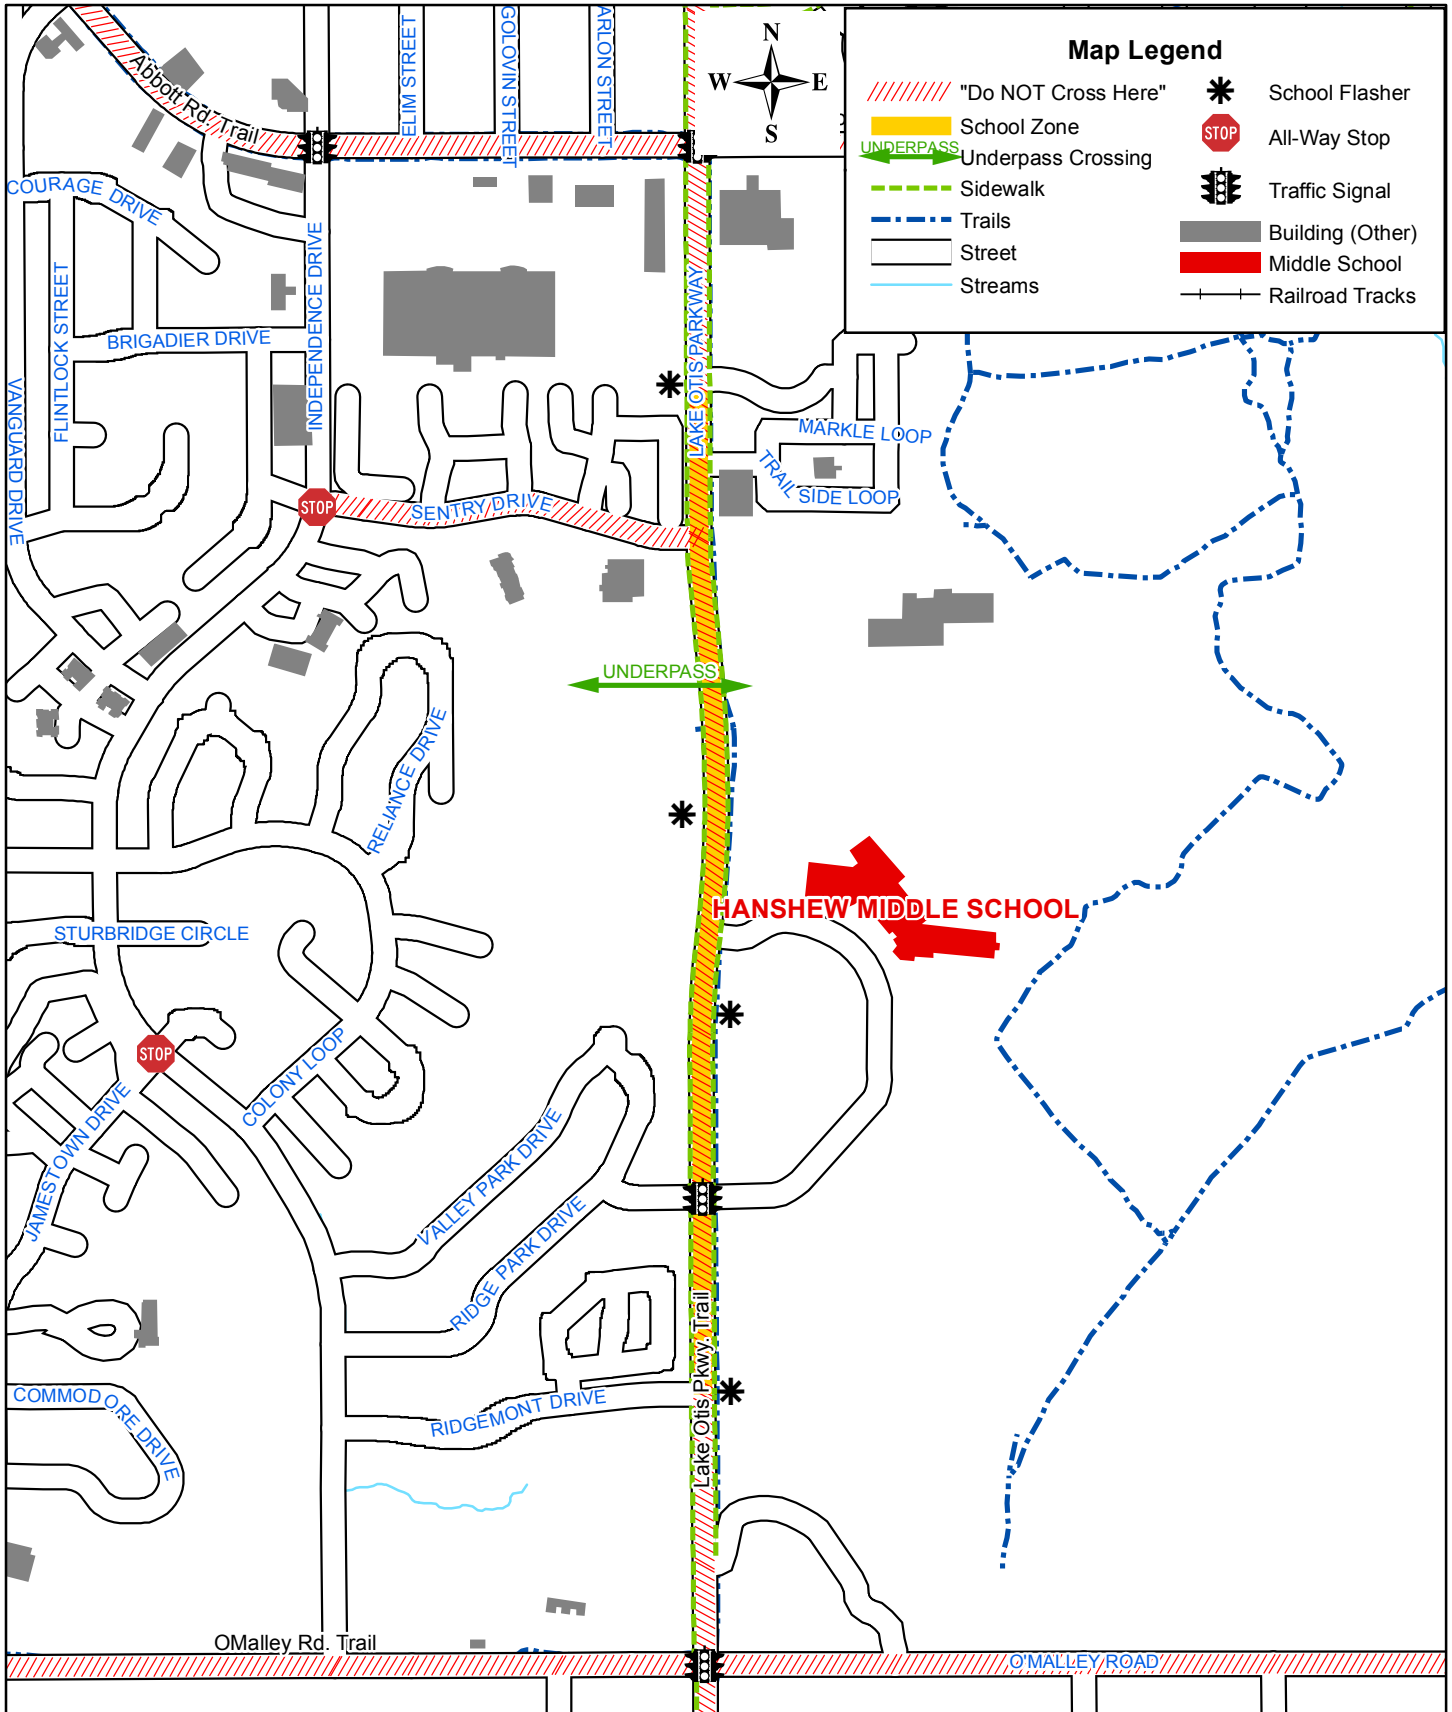 ELIM STREET
GOLOVIN STREET
ARLON STREET
N
W E
S
Map Legend
"Do NOT Cross Here"
School Zone
UNDERPASS
Underpass Crossing
Sidewalk
Trails
Street
Streams
School Flasher
STOP
All-Way Stop
Traffic Signal
Building (Other)
Middle School
Railroad Tracks
Abbott Rd. Trail
COURAGE DRIVE
FLINTLOCK STREET
BRIGADIER DRIVE
INDEPENDENCE DRIVE
VANGUARD DRIVE
LAKE OTIS PARKWAY
MARKLE LOOP
TRAIL SIDE LOOP
STOP
SENTRY DRIVE
UNDERPASS
RELIANCE DRIVE
HANSHEW MIDDLE SCHOOL
STURBRIDGE CIRCLE
STOP
COLONY LOOP
JAMESTOWN DRIVE
VALLEY PARK DRIVE
RIDGE PARK DRIVE
Lake Otis Pkwy. Trail
COMMODORE DRIVE
RIDGEMONT DRIVE
OMalley Rd. Trail
O'MALLEY ROAD